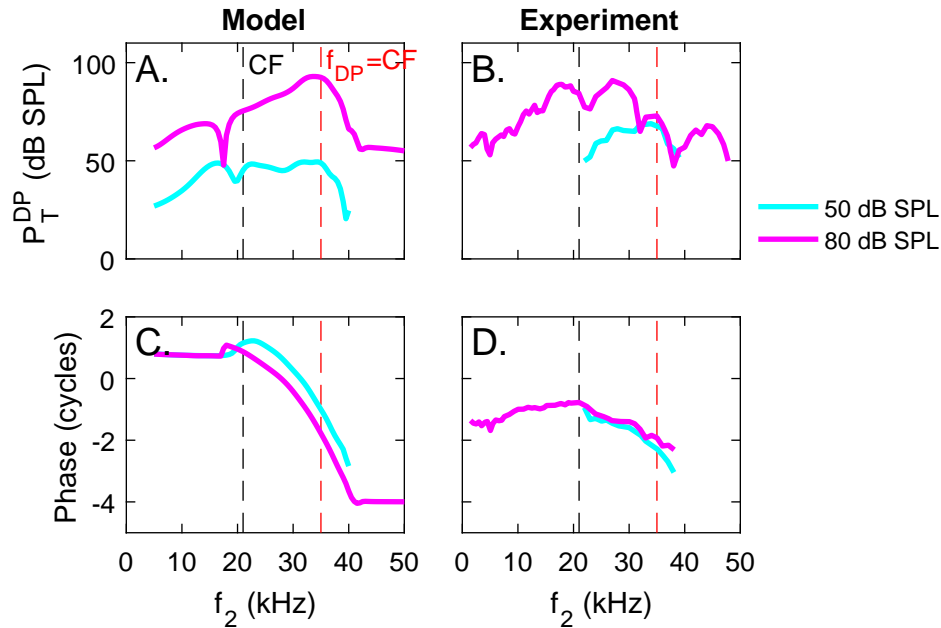 Model
Experiment
A.
CF
f_DP=CF
B.
100
50
0
P_T^DP (dB SPL)
50 dB SPL
80 dB SPL
C.
D.
2
0
-2
-4
Phase (cycles)
0 10 20 30 40 50
0 10 20 30 40 50
f_2 (kHz)
f_2 (kHz)